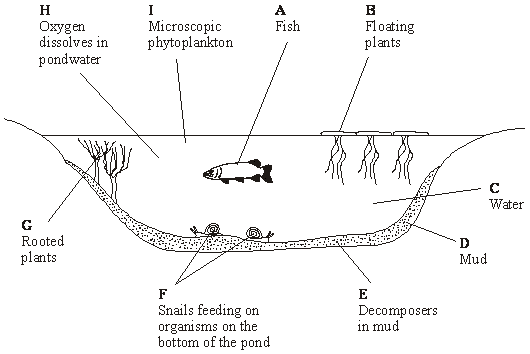 H
Oxygen
dissolves in
pondwater
I
Microscopic
phytoplankton
A
Fish
B
Floating
plants
C
Water
G
Rooted
plants
D
Mud
F
Snails feeding on
organisms on the
bottom of the pond
E
Decomposers
in mud